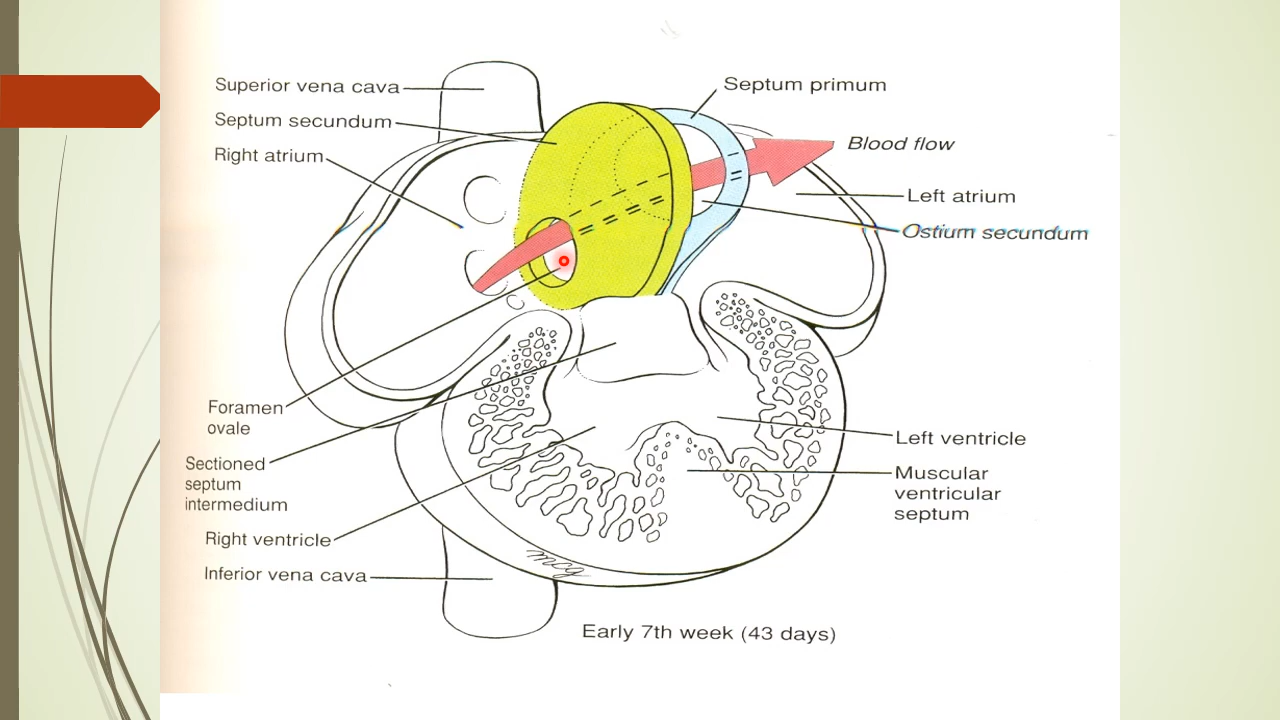 Superior vena cava
Septum secundum
Right atrium
Septum primum
Blood flow
Left atrium
Ostium secundum
Foramen
ovale
Sectioned
septum
intermedium
Right ventricle
Inferior vena cava
Left ventricle
Muscular
ventricular
septum
mcg
Early 7th week (43 days)